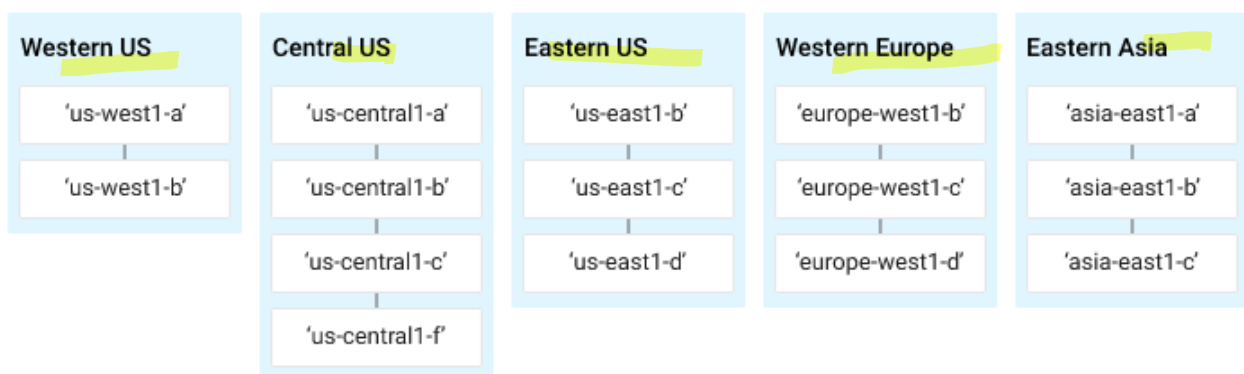 Western US
‘us-west1-a’
‘us-west1-b’
Central US
‘us-central1-a’
‘us-central1-b’
‘us-central1-c’
‘us-central1-f’
Eastern US
‘us-east1-b’
‘us-east1-c’
‘us-east1-d’
Western Europe
‘europe-west1-b’
‘europe-west1-c’
‘europe-west1-d’
Eastern Asia
‘asia-east1-a’
‘asia-east1-b’
‘asia-east1-c’